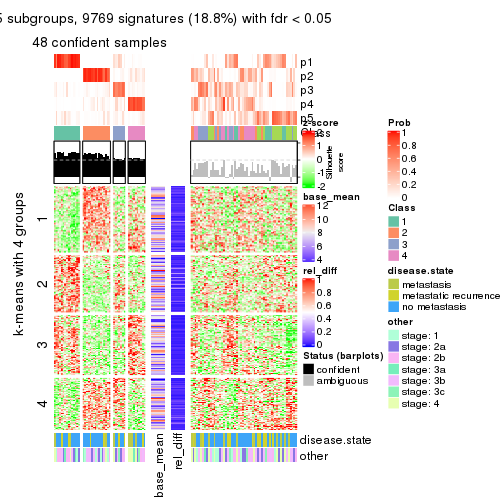 5 subgroups, 9769 signatures (18.8%) with fdr < 0.05
48 confident samples
p1
p2
p3
p4
p5
Class
z-score
2
1
0
-1
-2
Silhouette
score
base_mean
12
10
8
6
4
rel_diff
1
0.8
0.6
0.4
0.2
0
Status (barplots)
confident
ambiguous
Prob
1
0.8
0.6
0.4
0.2
0
Class
1
2
3
4
disease.state
metastasis
metastatic recurrence
no metastasis
other
stage: 1
stage: 2a
stage: 2b
stage: 3a
stage: 3b
stage: 3c
stage: 4
k-means with 4 groups
1
2
3
4
disease.state
other
base_mean
rel_diff